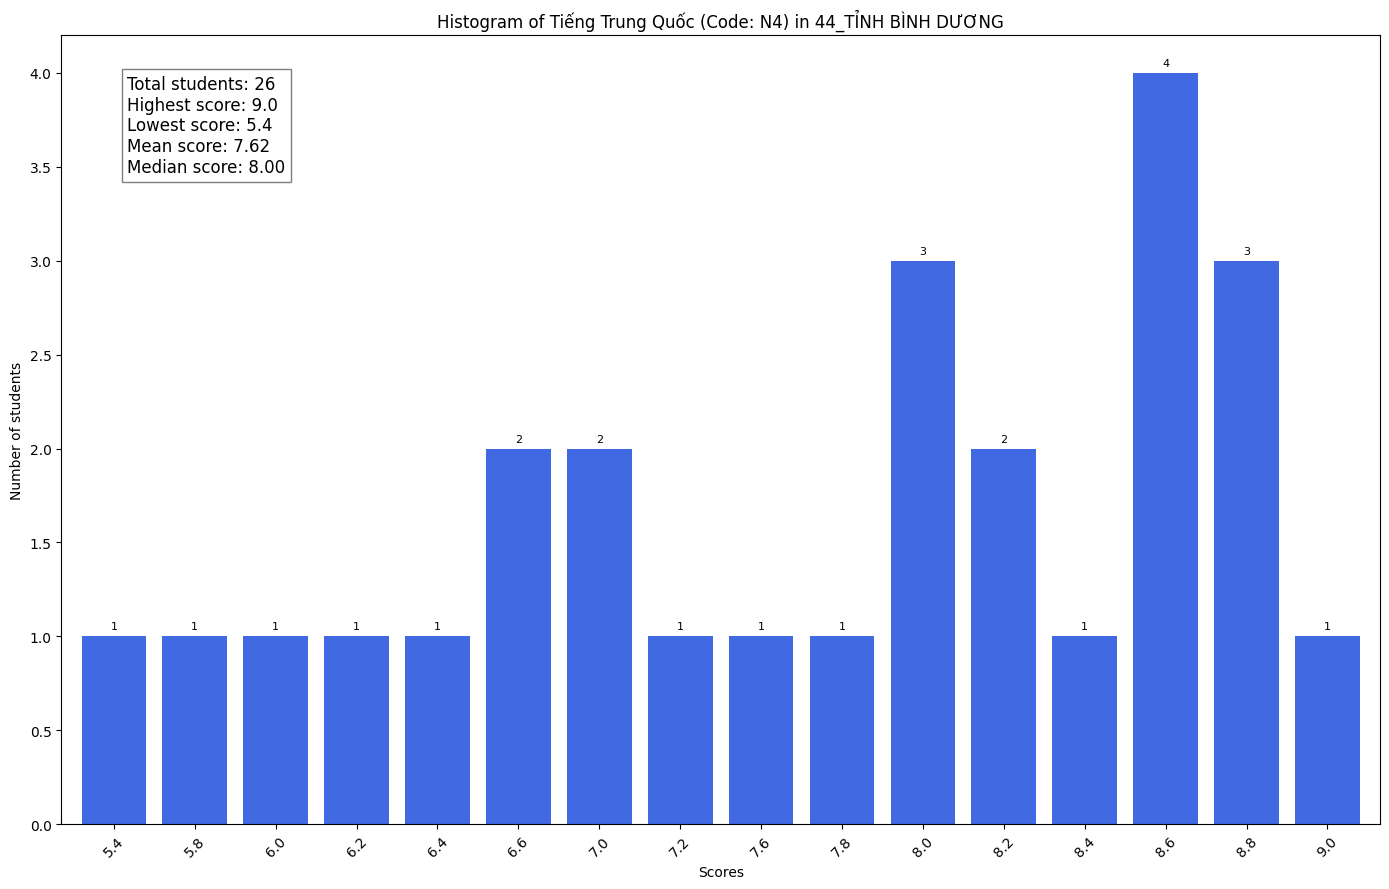 Histogram of Tiếng Trung Quốc (Code: N4) in 44_TỈNH BÌNH DƯƠNG
Total students: 26
Highest score: 9.0
Lowest score: 5.4
Mean score: 7.62
Median score: 8.00
Number of students
4.0
3.5
3.0
2.5
2.0
1.5
1.0
0.5
0.0
1 1 1 1 1 2 2 1 1 1 3 2 1 4 3 1
5.4 5.8 6.0 6.2 6.4 6.6 7.0 7.2 7.6 7.8 8.0 8.2 8.4 8.6 8.8 9.0
Scores